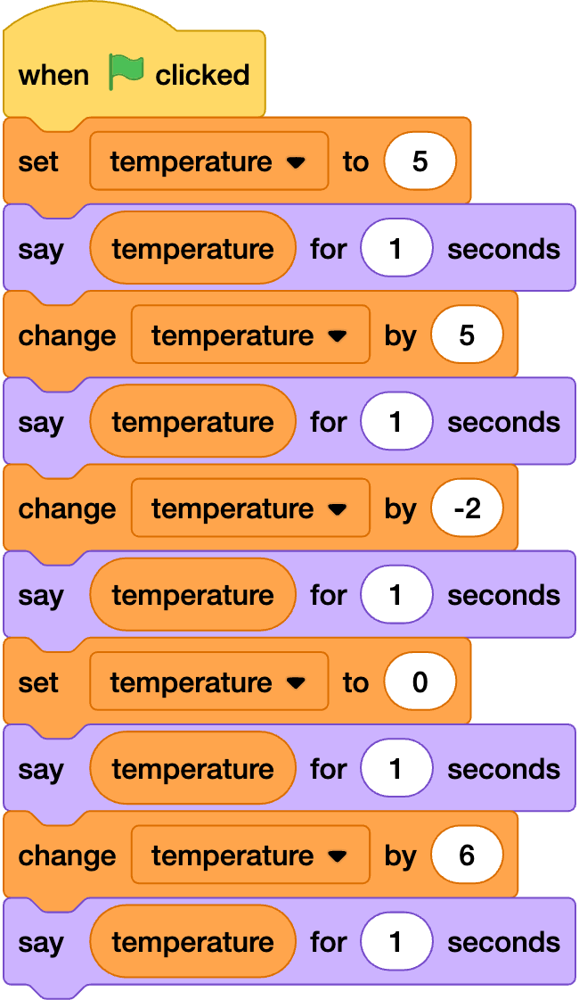 when clicked
set temperature to 5
say temperature for 1 seconds
change temperature by 5
say temperature for 1 seconds
change temperature by -2
say temperature for 1 seconds
set temperature to 0
say temperature for 1 seconds
change temperature by 6
say temperature for 1 seconds